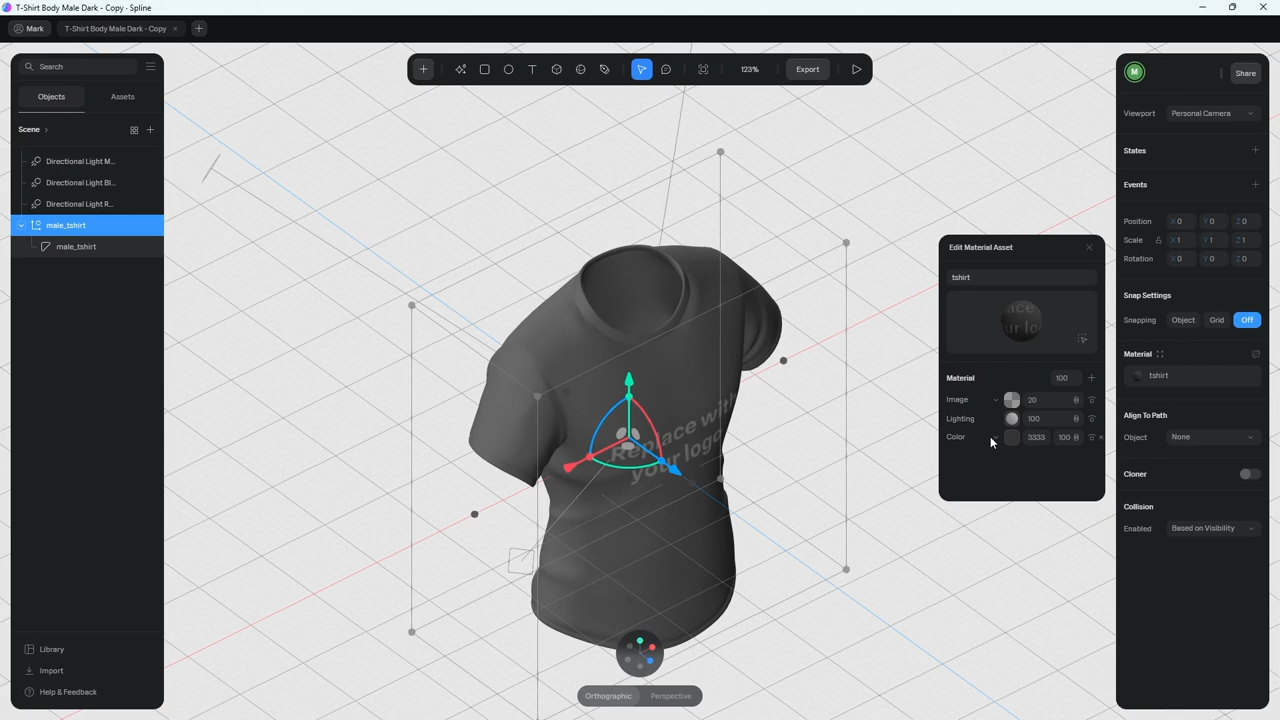 T-Shirt Body Male Dark - Copy - Spline
Mark
T-Shirt Body Male Dark - Copy
Search
Objects
Assets
Scene
Directional Light M...
Directional Light Bl...
Directional Light R...
male_tshirt
male_tshirt
Library
Import
Help & Feedback
123%
Export
Replace with
your logo
Orthographic
Perspective
Edit Material Asset
tshirt
ace
ur lo
Material
100
Image
20
Lighting
100
Color
3333
100
M
Share
Viewport
Personal Camera
States
Events
Position
X 0
Y 0
Z 0
Scale
X 1
Y 1
Z 1
Rotation
X 0
Y 0
Z 0
Snap Settings
Snapping
Object
Grid
Off
Material
tshirt
Align To Path
Object
None
Cloner
Collision
Enabled
Based on Visibility